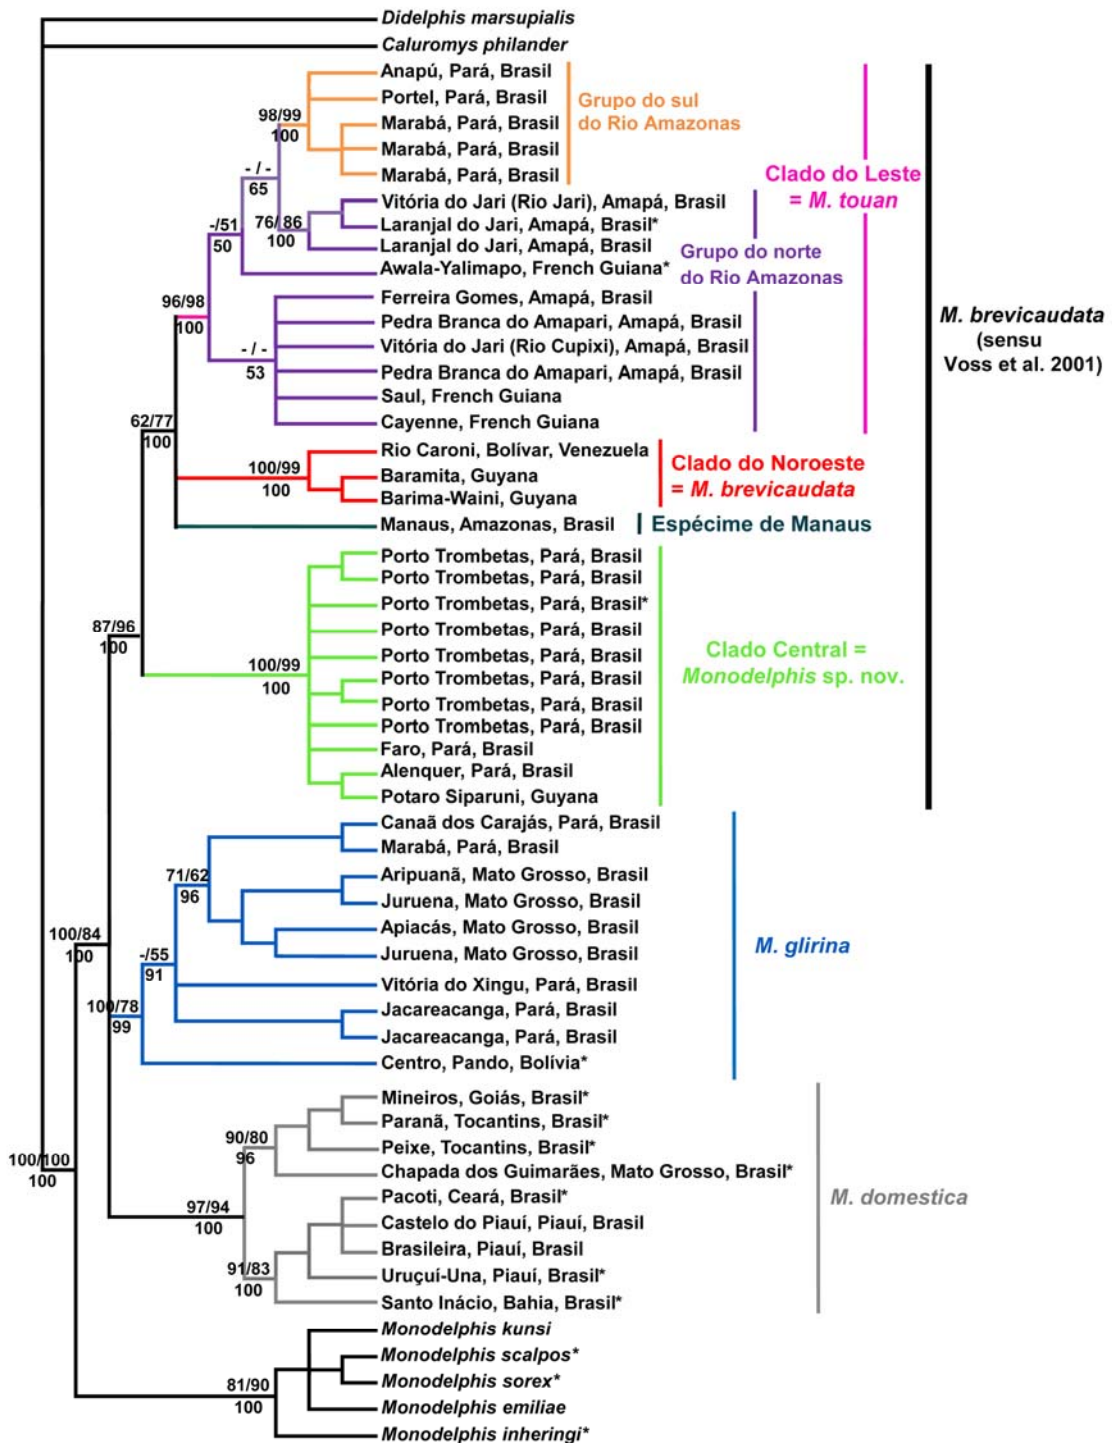 Didelphis marsupialis
Caluromys philander
Anapú, Pará, Brasil
Portel, Pará, Brasil
Marabá, Pará, Brasil
Marabá, Pará, Brasil
Marabá, Pará, Brasil
Grupo do sul
do Rio Amazonas
98/99
100
- / -
65
Vitória do Jari (Rio Jari), Amapá, Brasil
Laranjal do Jari, Amapá, Brasil*
Laranjal do Jari, Amapá, Brasil
76/86
100
-/51
50
Awala-Yalimapo, French Guiana*
Clado do Leste
= M. touan
Grupo do norte
do Rio Amazonas
96/98
100
Ferreira Gomes, Amapá, Brasil
Pedra Branca do Amapari, Amapá, Brasil
Vitória do Jari (Rio Cupixi), Amapá, Brasil
Pedra Branca do Amapari, Amapá, Brasil
Saul, French Guiana
Cayenne, French Guiana
- / -
53
M. brevicaudata
(sensu
Voss et al. 2001)
62/77
100
Rio Caroni, Bolívar, Venezuela
Baramita, Guyana
Barima-Waini, Guyana
100/99
100
Clado do Noroeste
= M. brevicaudata
Manaus, Amazonas, Brasil
Espécime de Manaus
Porto Trombetas, Pará, Brasil
Porto Trombetas, Pará, Brasil
Porto Trombetas, Pará, Brasil*
Porto Trombetas, Pará, Brasil
Porto Trombetas, Pará, Brasil
Porto Trombetas, Pará, Brasil
Porto Trombetas, Pará, Brasil
Porto Trombetas, Pará, Brasil
Faro, Pará, Brasil
Alenquer, Pará, Brasil
Potaro Siparuni, Guyana
87/96
100
100/99
100
Clado Central =
Monodelphis sp. nov.
Canaã dos Carajás, Pará, Brasil
Marabá, Pará, Brasil
Aripuanã, Mato Grosso, Brasil
Juruena, Mato Grosso, Brasil
Apiacás, Mato Grosso, Brasil
Juruena, Mato Grosso, Brasil
Vitória do Xingu, Pará, Brasil
Jacareacanga, Pará, Brasil
Jacareacanga, Pará, Brasil
Centro, Pando, Bolívia*
71/62
96
100/84
100
-/55
91
100/78
99
M. glirina
Mineiros, Goiás, Brasil*
Paranã, Tocantins, Brasil*
Peixe, Tocantins, Brasil*
Chapada dos Guimarães, Mato Grosso, Brasil*
Pacoti, Ceará, Brasil*
Castelo do Piauí, Piauí, Brasil
Brasileira, Piauí, Brasil
Uruçuí-Una, Piauí, Brasil*
Santo Inácio, Bahia, Brasil*
90/80
96
100/100
100
97/94
100
91/83
100
M. domestica
Monodelphis kunsi
Monodelphis scalpos*
Monodelphis sorex*
Monodelphis emiliae
Monodelphis inheringi*
81/90
100